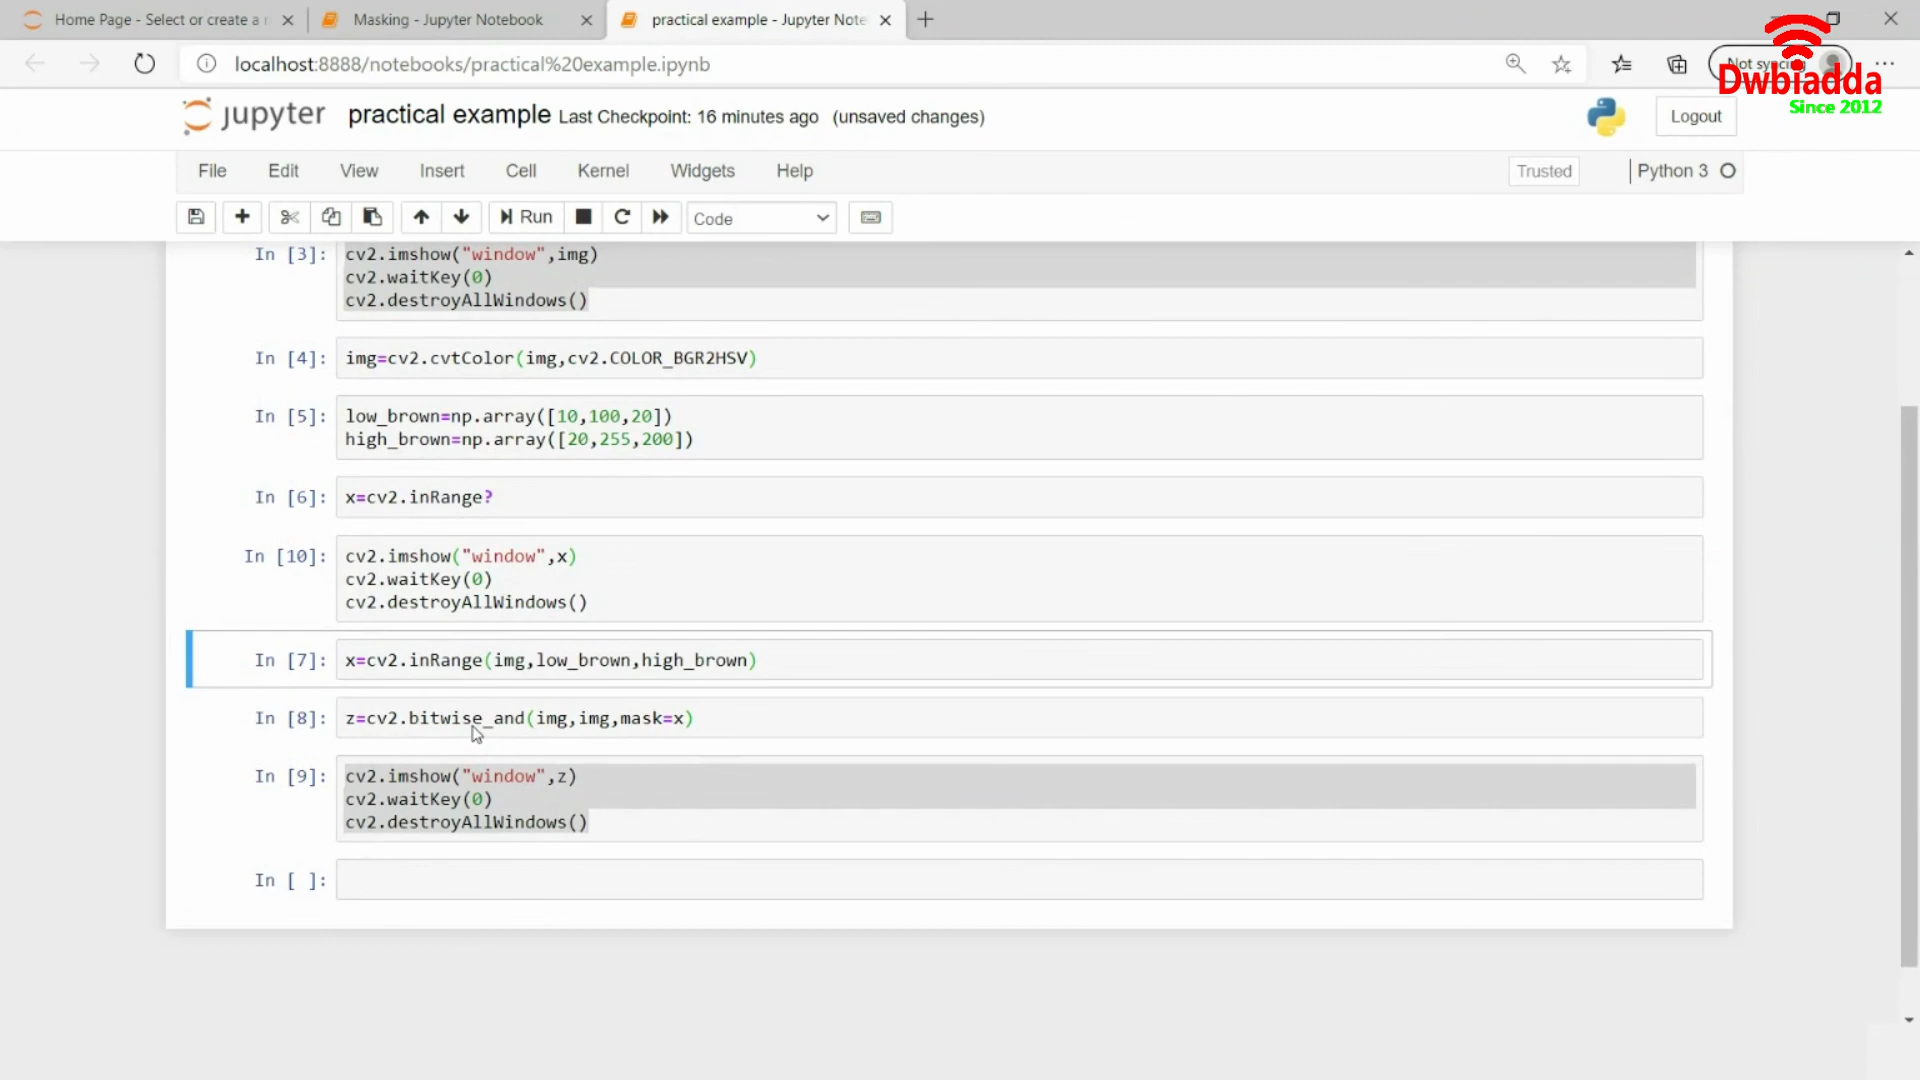 Home Page - Select or create a n
Masking - Jupyter Notebook
practical example - Jupyter Note
localhost:8888/notebooks/practical%20example.ipynb
Not syncing
Dwbiadda
Since 2012
jupyter practical example Last Checkpoint: 16 minutes ago (unsaved changes)
Logout
File Edit View Insert Cell Kernel Widgets Help
Trusted
Python 3
Run
Code
In [3]: cv2.imshow("window",img)
cv2.waitKey(0)
cv2.destroyAllWindows()
In [4]: img=cv2.cvtColor(img,cv2.COLOR_BGR2HSV)
In [5]: low_brown=np.array([10,100,20])
high_brown=np.array([20,255,200])
In [6]: x=cv2.inRange?
In [10]: cv2.imshow("window",x)
cv2.waitKey(0)
cv2.destroyAllWindows()
In [7]: x=cv2.inRange(img,low_brown,high_brown)
In [8]: z=cv2.bitwise_and(img,img,mask=x)
In [9]: cv2.imshow("window",z)
cv2.waitKey(0)
cv2.destroyAllWindows()
In [ ]: